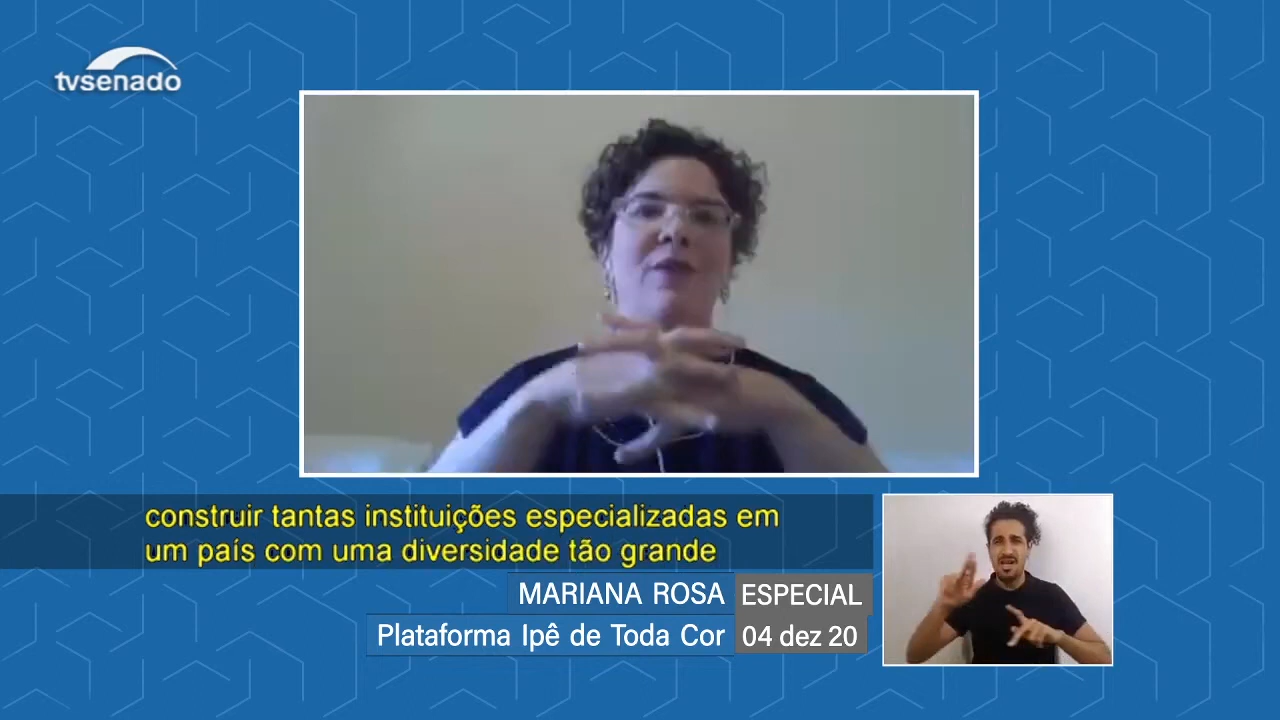 tvsenado
construir tantas instituições especializadas em
um país com uma diversidade tão grande
MARIANA ROSA ESPECIAL
Plataforma Ipê de Toda Cor 04 dez 20